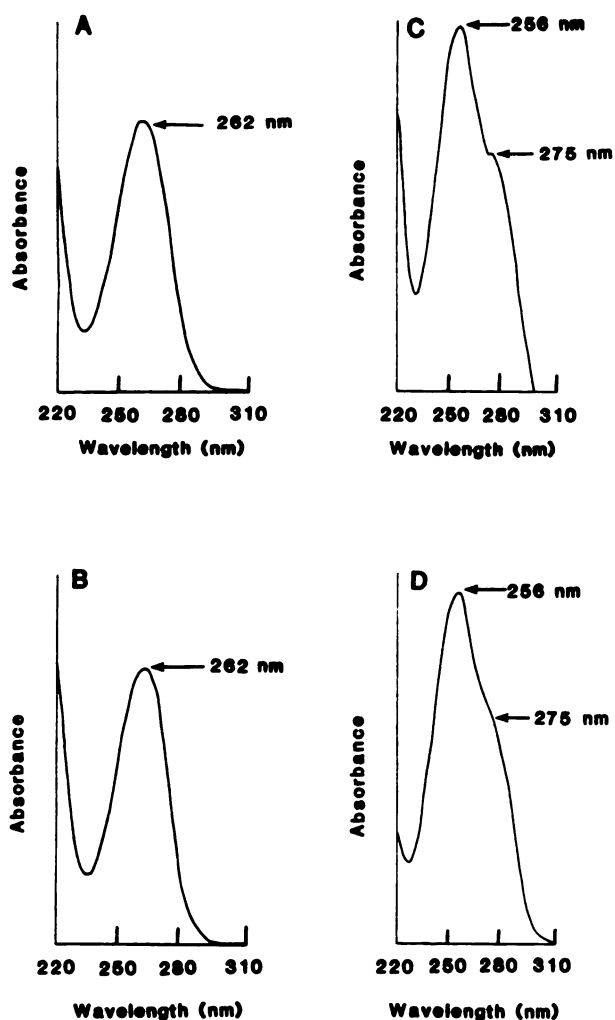 A
262 nm
Absorbance
220 250 280 310
Wavelength (nm)
C
256 nm
275 nm
Absorbance
220 250 280 310
Wavelength (nm)
B
262 nm
Absorbance
220 250 280 310
Wavelength (nm)
D
256 nm
275 nm
Absorbance
220 250 280 310
Wavelength (nm)